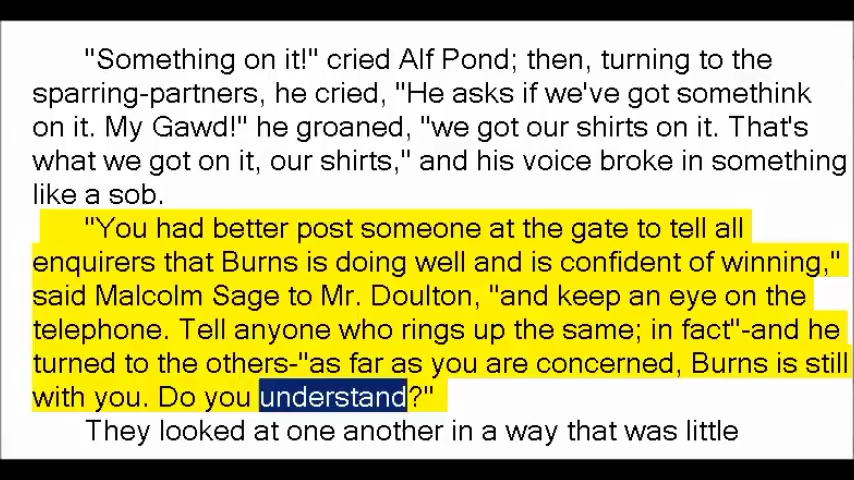 "Something on it!" cried Alf Pond; then, turning to the
sparring-partners, he cried, "He asks if we've got somethink
on it. My Gawd!" he groaned, "we got our shirts on it. That's
what we got on it, our shirts," and his voice broke in something
like a sob.
"You had better post someone at the gate to tell all
enquirers that Burns is doing well and is confident of winning,"
said Malcolm Sage to Mr. Doulton, "and keep an eye on the
telephone. Tell anyone who rings up the same; in fact"-and he
turned to the others-"as far as you are concerned, Burns is still
with you. Do you understand?"
They looked at one another in a way that was little